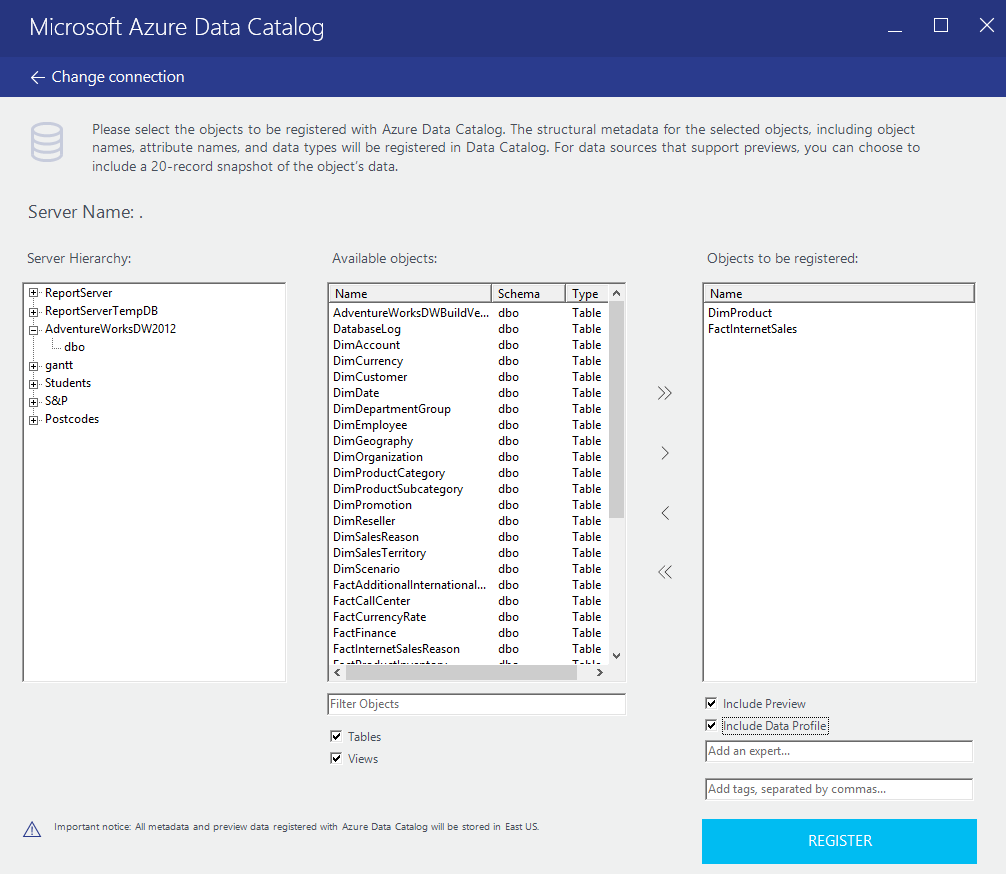 Microsoft Azure Data Catalog
Change connection
Please select the objects to be registered with Azure Data Catalog. The structural metadata for the selected objects, including object
names, attribute names, and data types will be registered in Data Catalog. For data sources that support previews, you can choose to
include a 20-record snapshot of the object's data.
Server Name: .
Server Hierarchy:
ReportServer
ReportServerTempDB
AdventureWorksDW2012
dbo
gantt
Students
S&P
Postcodes
Available objects:
Name Schema Type
AdventureWorksDWBuildVe... dbo Table
DatabaseLog dbo Table
DimAccount dbo Table
DimCurrency dbo Table
DimCustomer dbo Table
DimDate dbo Table
DimDepartmentGroup dbo Table
DimEmployee dbo Table
DimGeography dbo Table
DimOrganization dbo Table
DimProductCategory dbo Table
DimProductSubcategory dbo Table
DimPromotion dbo Table
DimReseller dbo Table
DimSalesReason dbo Table
DimSalesTerritory dbo Table
DimScenario dbo Table
FactAdditionalInternational... dbo Table
FactCallCenter dbo Table
FactCurrencyRate dbo Table
FactFinance dbo Table
FactInternetSalesReason dbo Table
FactProductInventory dbo Table
Filter Objects
Tables
Views
Objects to be registered:
Name
DimProduct
FactInternetSales
Include Preview
Include Data Profile
Add an expert...
Add tags, separated by commas...
Important notice: All metadata and preview data registered with Azure Data Catalog will be stored in East US.
REGISTER